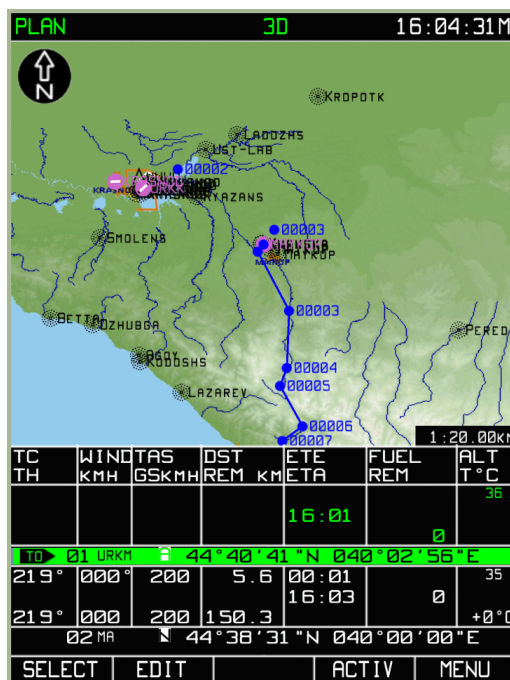 PLAN 3D 16:04:31M
N
KROPOTK
LADOZHS
UST-LAB
00002
RYAZANS
00003
SMOLENS
MAYKOP
00003
BETTA
DZHUBGA
PERED
AGOY
KODOSHS
00004
00005
LAZAREV
00006
00007
1:20.00KM
TC WIND TAS DST ETE FUEL ALT
TH KMH GSKMH REM KM ETA REM T°C
36
16:01
0
TO 01 URKM 44°40'41"N 040°02'56"E
219° 000° 200 5.6 00:01 35
16:03 0
219° 000 200 150.3 +0°C
02 MA 44°38'31"N 040°00'00"E
SELECT EDIT ACTIV MENU